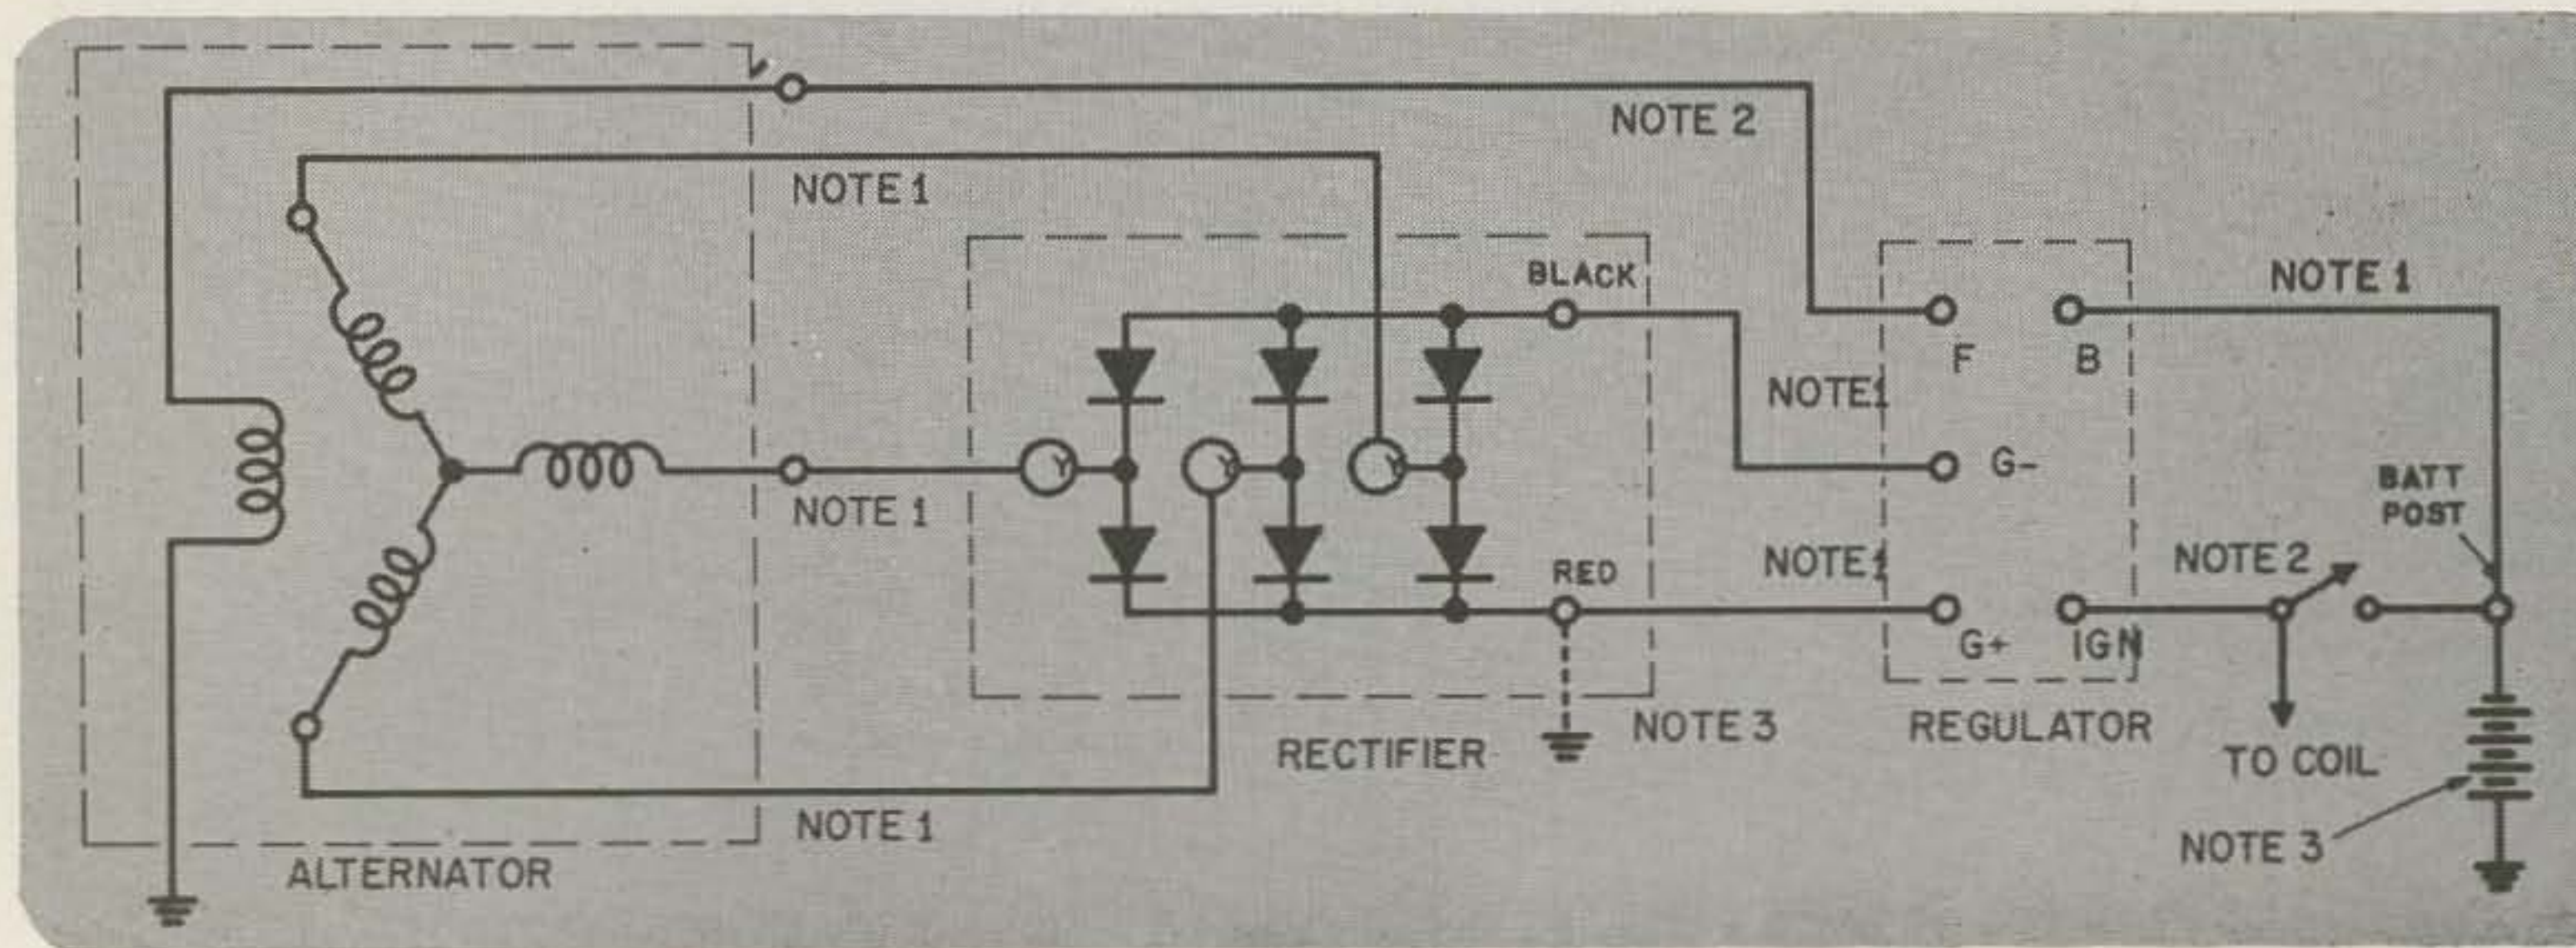 NOTE 2
NOTE 1
BLACK
NOTE 1
F
B
NOTE 1
Y
Y
Y
G-
BATT
POST
NOTE 1
NOTE 1
RED
NOTE 2
G+
IGN
NOTE 3
REGULATOR
RECTIFIER
TO COIL
NOTE 1
NOTE 3
ALTERNATOR